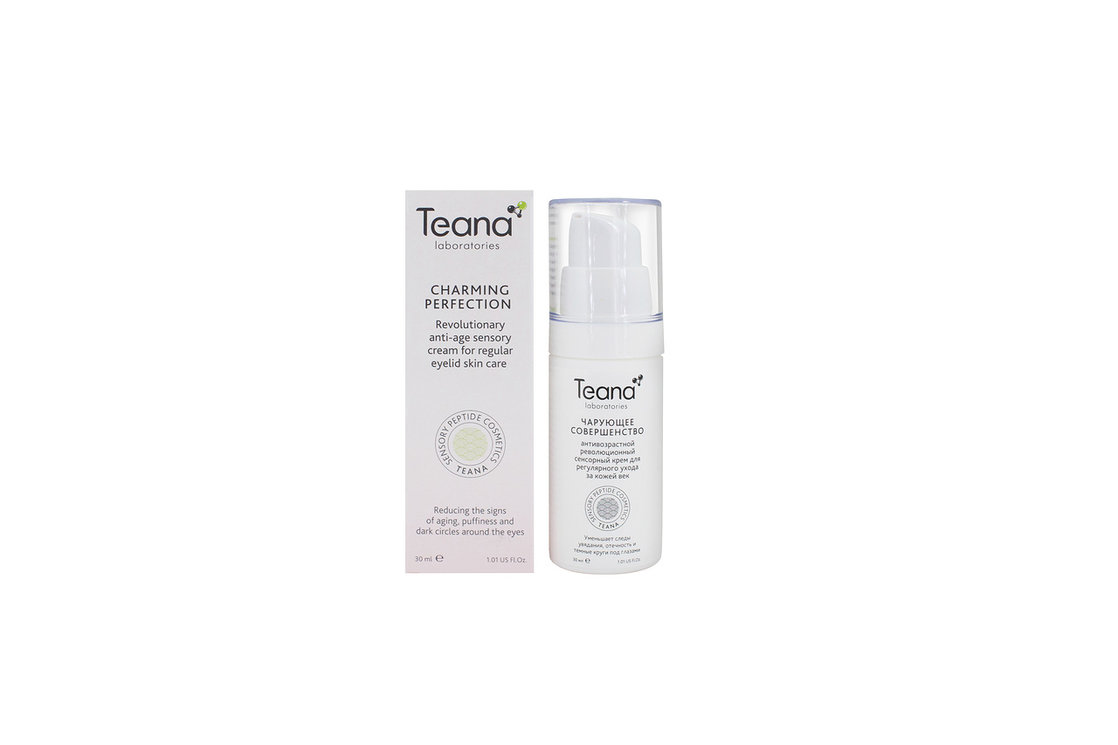 Teana
laboratories
CHARMING
PERFECTION
Revolutionary
anti-age sensory
cream for regular
eyelid skin care
SENSORY PEPTIDE COSMETICS
TEANA
Reducing the signs
of aging, puffiness and
dark circles around the eyes
30 ml ℮ 1.01 US Fl.Oz.
Teana
laboratories
ЧАРУЮЩЕЕ
СОВЕРШЕНСТВО
антивозрастной
революционный
сенсорный крем для
регулярного ухода
за кожей век
SENSORY PEPTIDE COSMETICS
TEANA
Уменьшает следы
увядания, отечность и
темные круги под глазами
30 мл ℮ 1.01 US Fl.Oz.